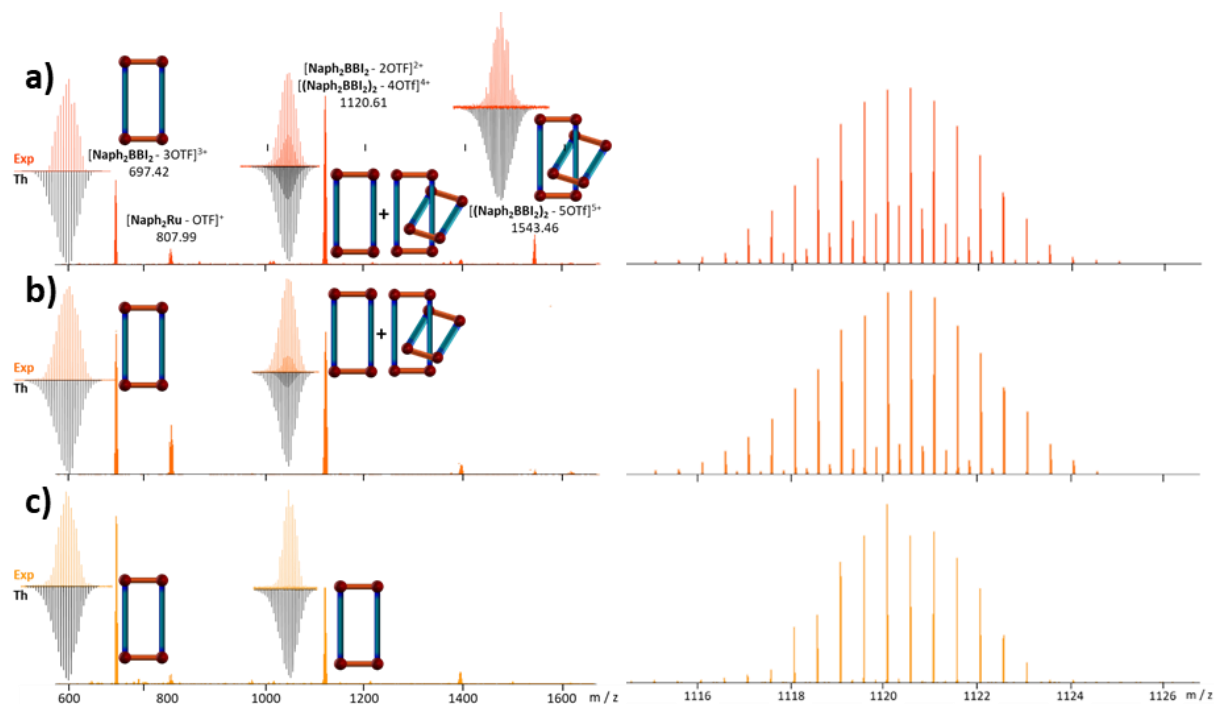 a)
[Naph₂BBI₂ - 3OTF]³⁺
697.42
[Naph₂Ru - OTF]⁺
807.99
[Naph₂BBI₂ - 2OTF]²⁺
[(Naph₂BBI₂)₂ - 4OTf]⁴⁺
1120.61
+
[(Naph₂BBI₂)₂ - 5OTf]⁵⁺
1543.46
Exp
Th
b)
+
Exp
Th
c)
Exp
Th
600 800 1000 1200 1400 1600 m / z
1116 1118 1120 1122 1124 1126 m / z